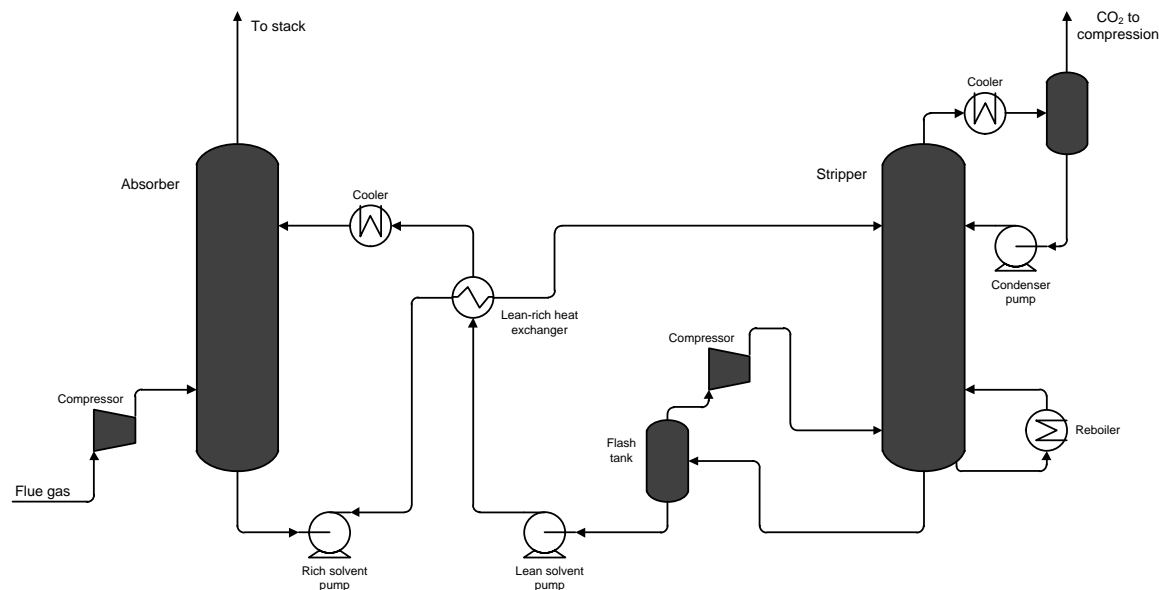 To stack
CO₂ to
compression
Cooler
Absorber
Stripper
Cooler
Condenser
pump
Lean-rich heat
exchanger
Compressor
Compressor
Reboiler
Flash
tank
Flue gas
Rich solvent
pump
Lean solvent
pump